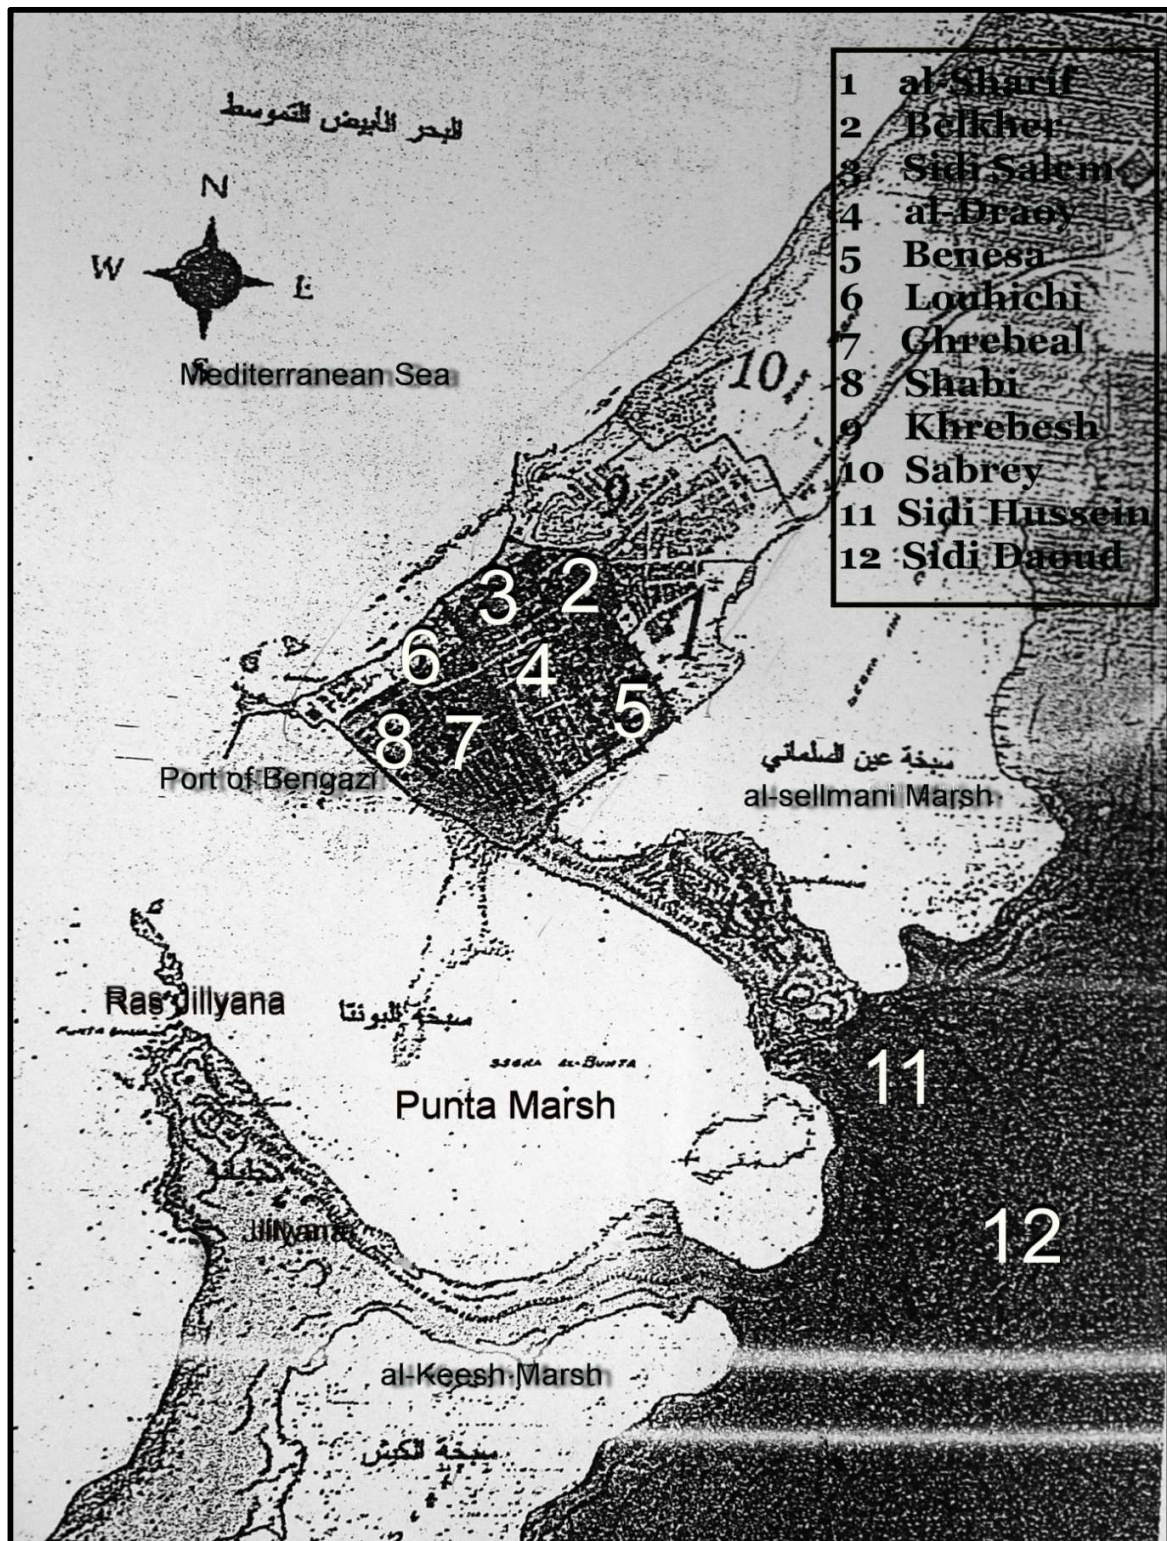 البحر الأبيض المتوسط
N
W
E
S
Mediterranean Sea
1 al-Sharif
2 Belkher
3 Sidi Salem
4 al-Draoy
5 Benesa
6 Louhichi
7 Ghrebeal
8 Shabi
9 Khrebesh
10 Sabrey
11 Sidi Hussein
12 Sidi Daoud
10
9
3
2
1
6
4
5
8
7
Port of Bengazi
سبخة عين السلماني
al-sellmani Marsh
Ras Jillyana
سبخة البونتا
Punta Marsh
11
12
جليانة
Jillyana
al-Keesh Marsh
سبخة الكيش